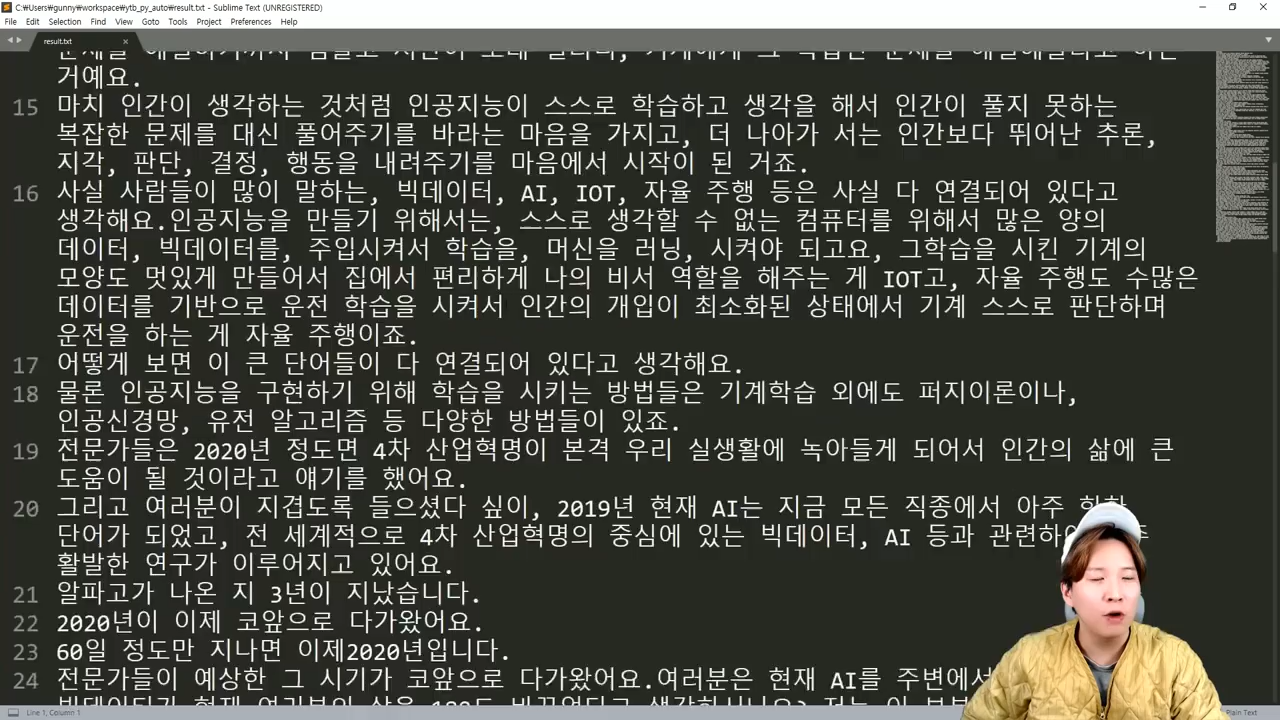 C:₩Users₩gunny₩workspace₩ytb_py_auto₩result.txt - Sublime Text (UNREGISTERED)
File Edit Selection Find View Goto Tools Project Preferences Help
result.txt
거예요.
15 마치 인간이 생각하는 것처럼 인공지능이 스스로 학습하고 생각을 해서 인간이 풀지 못하는
복잡한 문제를 대신 풀어주기를 바라는 마음을 가지고, 더 나아가 서는 인간보다 뛰어난 추론,
지각, 판단, 결정, 행동을 내려주기를 마음에서 시작이 된 거죠.
16 사실 사람들이 많이 말하는, 빅데이터, AI, IOT, 자율 주행 등은 사실 다 연결되어 있다고
생각해요.인공지능을 만들기 위해서는, 스스로 생각할 수 없는 컴퓨터를 위해서 많은 양의
데이터, 빅데이터를, 주입시켜서 학습을, 머신을 러닝, 시켜야 되고요, 그학습을 시킨 기계의
모양도 멋있게 만들어서 집에서 편리하게 나의 비서 역할을 해주는 게 IOT고, 자율 주행도 수많은
데이터를 기반으로 운전 학습을 시켜서 인간의 개입이 최소화된 상태에서 기계 스스로 판단하며
운전을 하는 게 자율 주행이죠.
17 어떻게 보면 이 큰 단어들이 다 연결되어 있다고 생각해요.
18 물론 인공지능을 구현하기 위해 학습을 시키는 방법들은 기계학습 외에도 퍼지이론이나,
인공신경망, 유전 알고리즘 등 다양한 방법들이 있죠.
19 전문가들은 2020년 정도면 4차 산업혁명이 본격 우리 실생활에 녹아들게 되어서 인간의 삶에 큰
도움이 될 것이라고 얘기를 했어요.
20 그리고 여러분이 지겹도록 들으셨다 싶이, 2019년 현재 AI는 지금 모든 직종에서 아주
단어가 되었고, 전 세계적으로 4차 산업혁명의 중심에 있는 빅데이터, AI 등과
활발한 연구가 이루어지고 있어요.
21 알파고가 나온 지 3년이 지났습니다.
22 2020년이 이제 코앞으로 다가왔어요.
23 60일 정도만 지나면 이제2020년입니다.
24 전문가들이 예상한 그 시기가 코앞으로 다가왔어요.여러분은 현재 AI를 주변에서
Line 1, Column 1
Plain Text